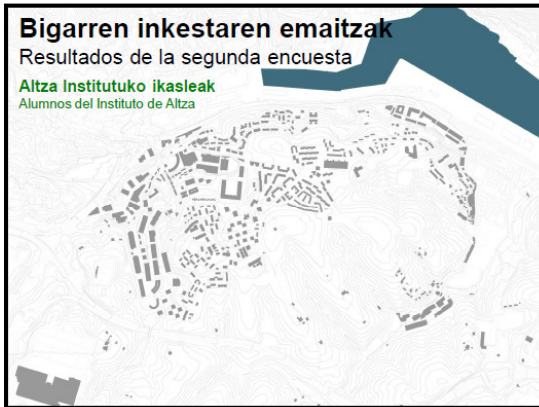 Bigarren inkestaren emaitzak
Resultados de la segunda encuesta
Altza Institutuko ikasleak
Alumnos del Instituto de Altza